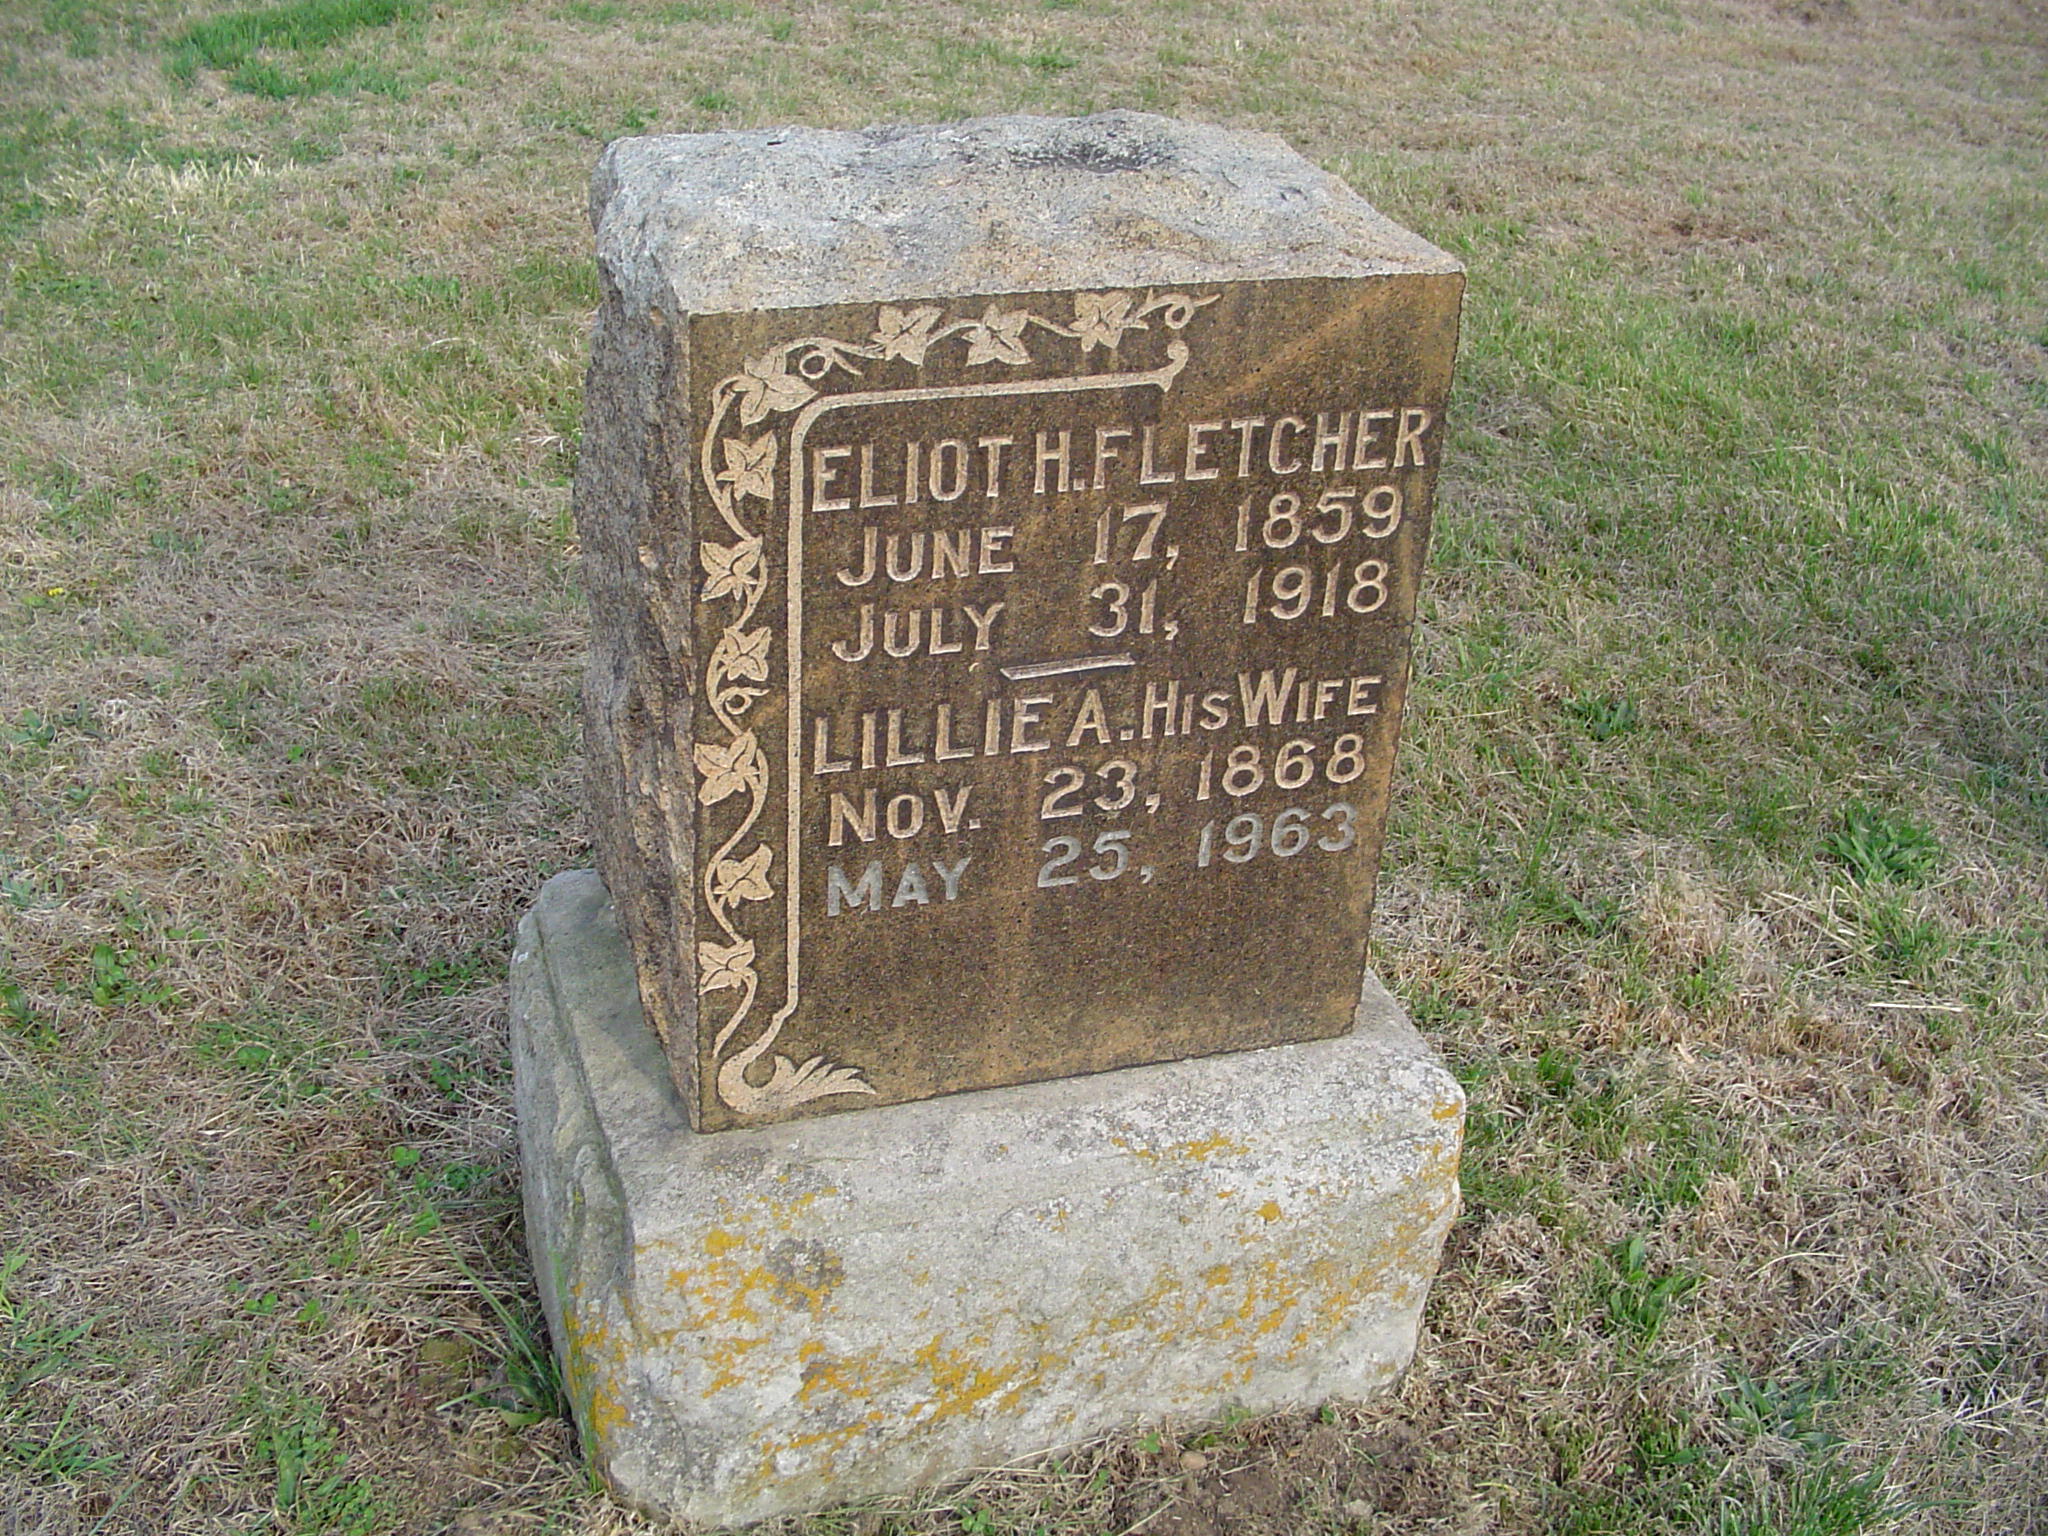 ELIOT H. FLETCHER
JUNE 17, 1859
JULY 31, 1918
LILLIE A. HIS WIFE
NOV. 23, 1868
MAY 25, 1963